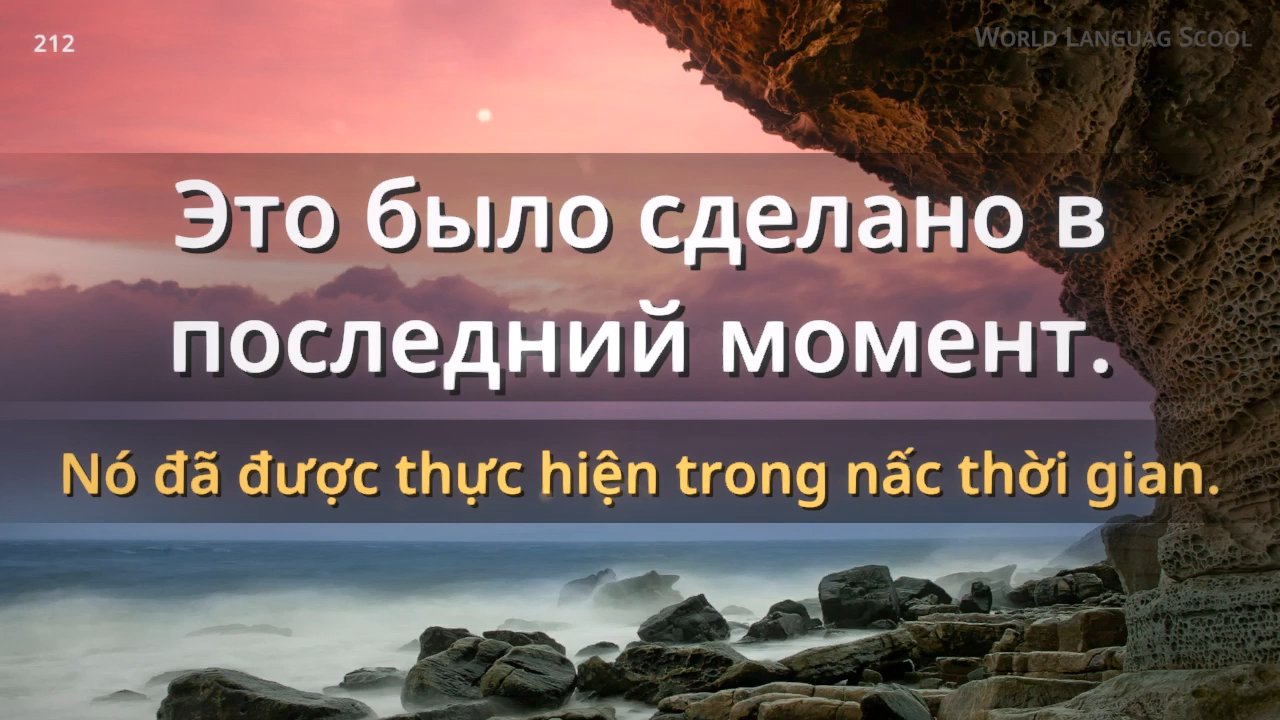 212
World Languag Scool
Это было сделано в
последний момент.
Nó đã được thực hiện trong nấc thời gian.